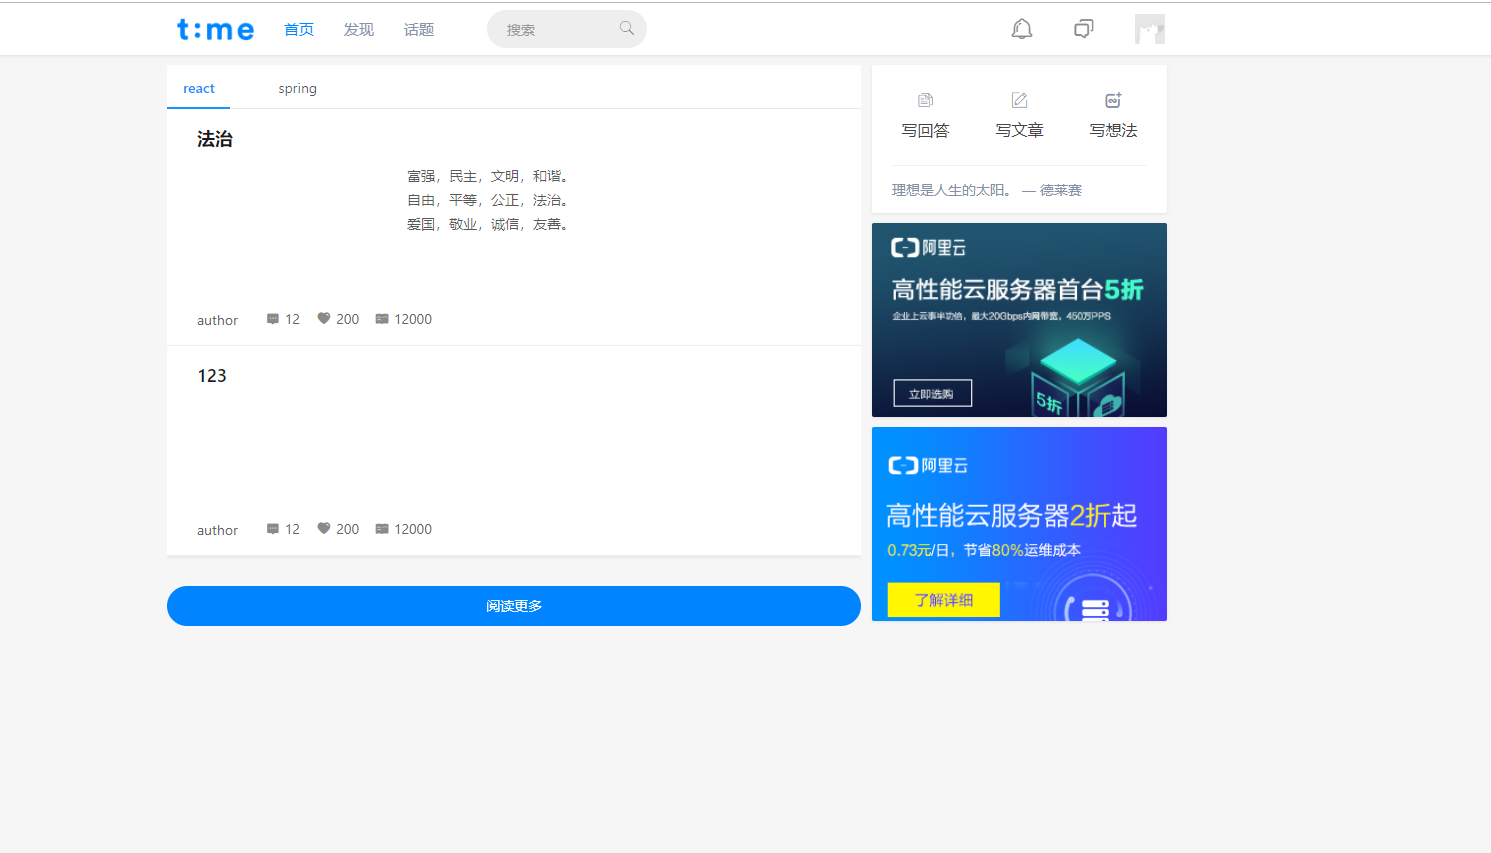 t:me 首页 发现 话题 搜索
react spring
法治
富强，民主，文明，和谐。
自由，平等，公正，法治。
爱国，敬业，诚信，友善。
author 12 200 12000
123
author 12 200 12000
阅读更多
写回答 写文章 写想法
理想是人生的太阳。 — 德莱赛
阿里云
高性能云服务器首台5折
企业上云事半功倍，最大20Gbps内网带宽，450万PPS
立即选购
5折
阿里云
高性能云服务器2折起
0.73元/日，节省80%运维成本
了解详细